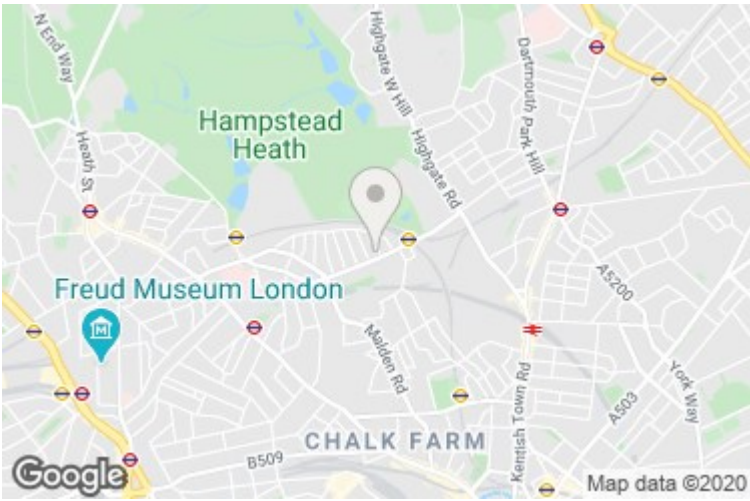 N End Way
Highgate W Hill
Dartmouth Park Hill
Hampstead
Heath
Heath St
Highgate Rd
A5200
Freud Museum London
M
Malden Rd
Kentish Town Rd
York Way
A503
CHALK FARM
B509
Google
Map data ©2020